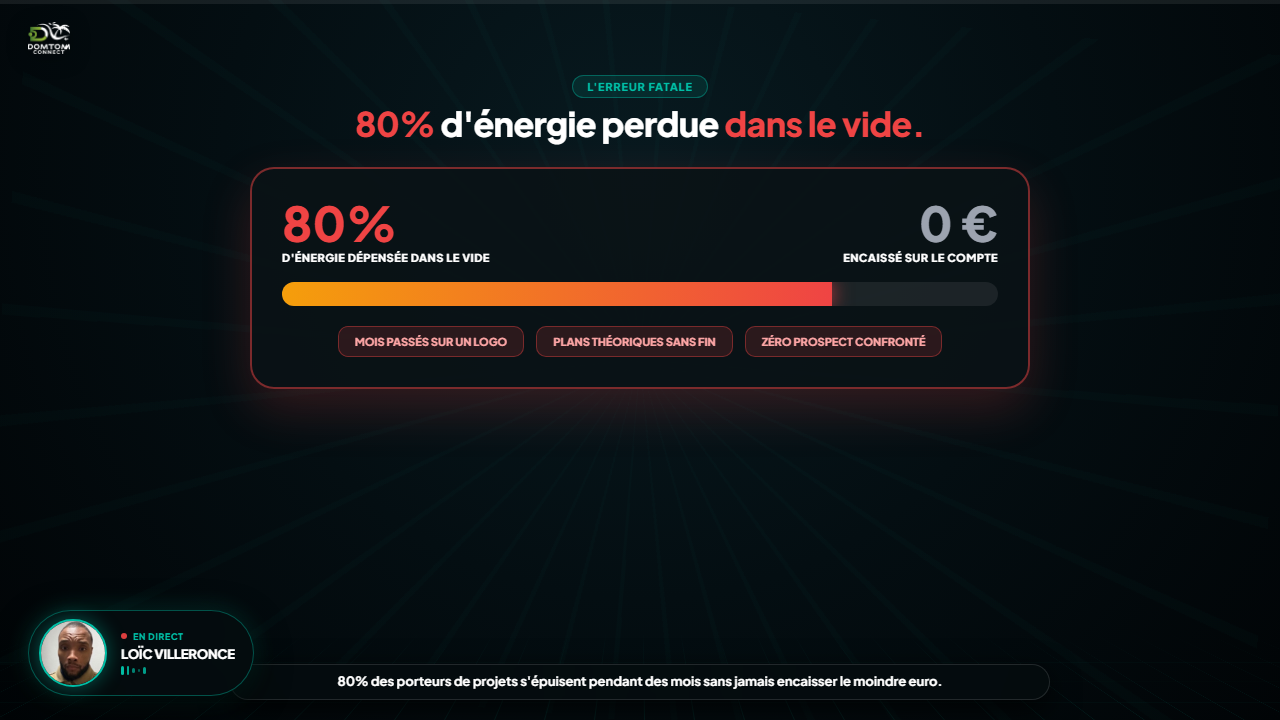 DOMTOM
CONNECT
L'ERREUR FATALE
80% d'énergie perdue dans le vide.
80%
D'ÉNERGIE DÉPENSÉE DANS LE VIDE
0 €
ENCAISSÉ SUR LE COMPTE
MOIS PASSÉS SUR UN LOGO
PLANS THÉORIQUES SANS FIN
ZÉRO PROSPECT CONFRONTÉ
EN DIRECT
LOÏC VILLERONCE
80% des porteurs de projets s'épuisent pendant des mois sans jamais encaisser le moindre euro.